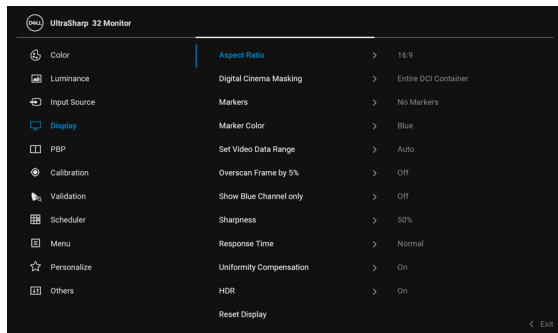 DELL UltraSharp 32 Monitor
Color
Luminance
Input Source
Display
PBP
Calibration
Validation
Scheduler
Menu
Personalize
Others
Aspect Ratio > 16:9
Digital Cinema Masking > Entire DCI Container
Markers > No Markers
Marker Color > Blue
Set Video Data Range > Auto
Overscan Frame by 5% > Off
Show Blue Channel only > Off
Sharpness > 50%
Response Time > Normal
Uniformity Compensation > On
HDR > On
Reset Display
< Exit